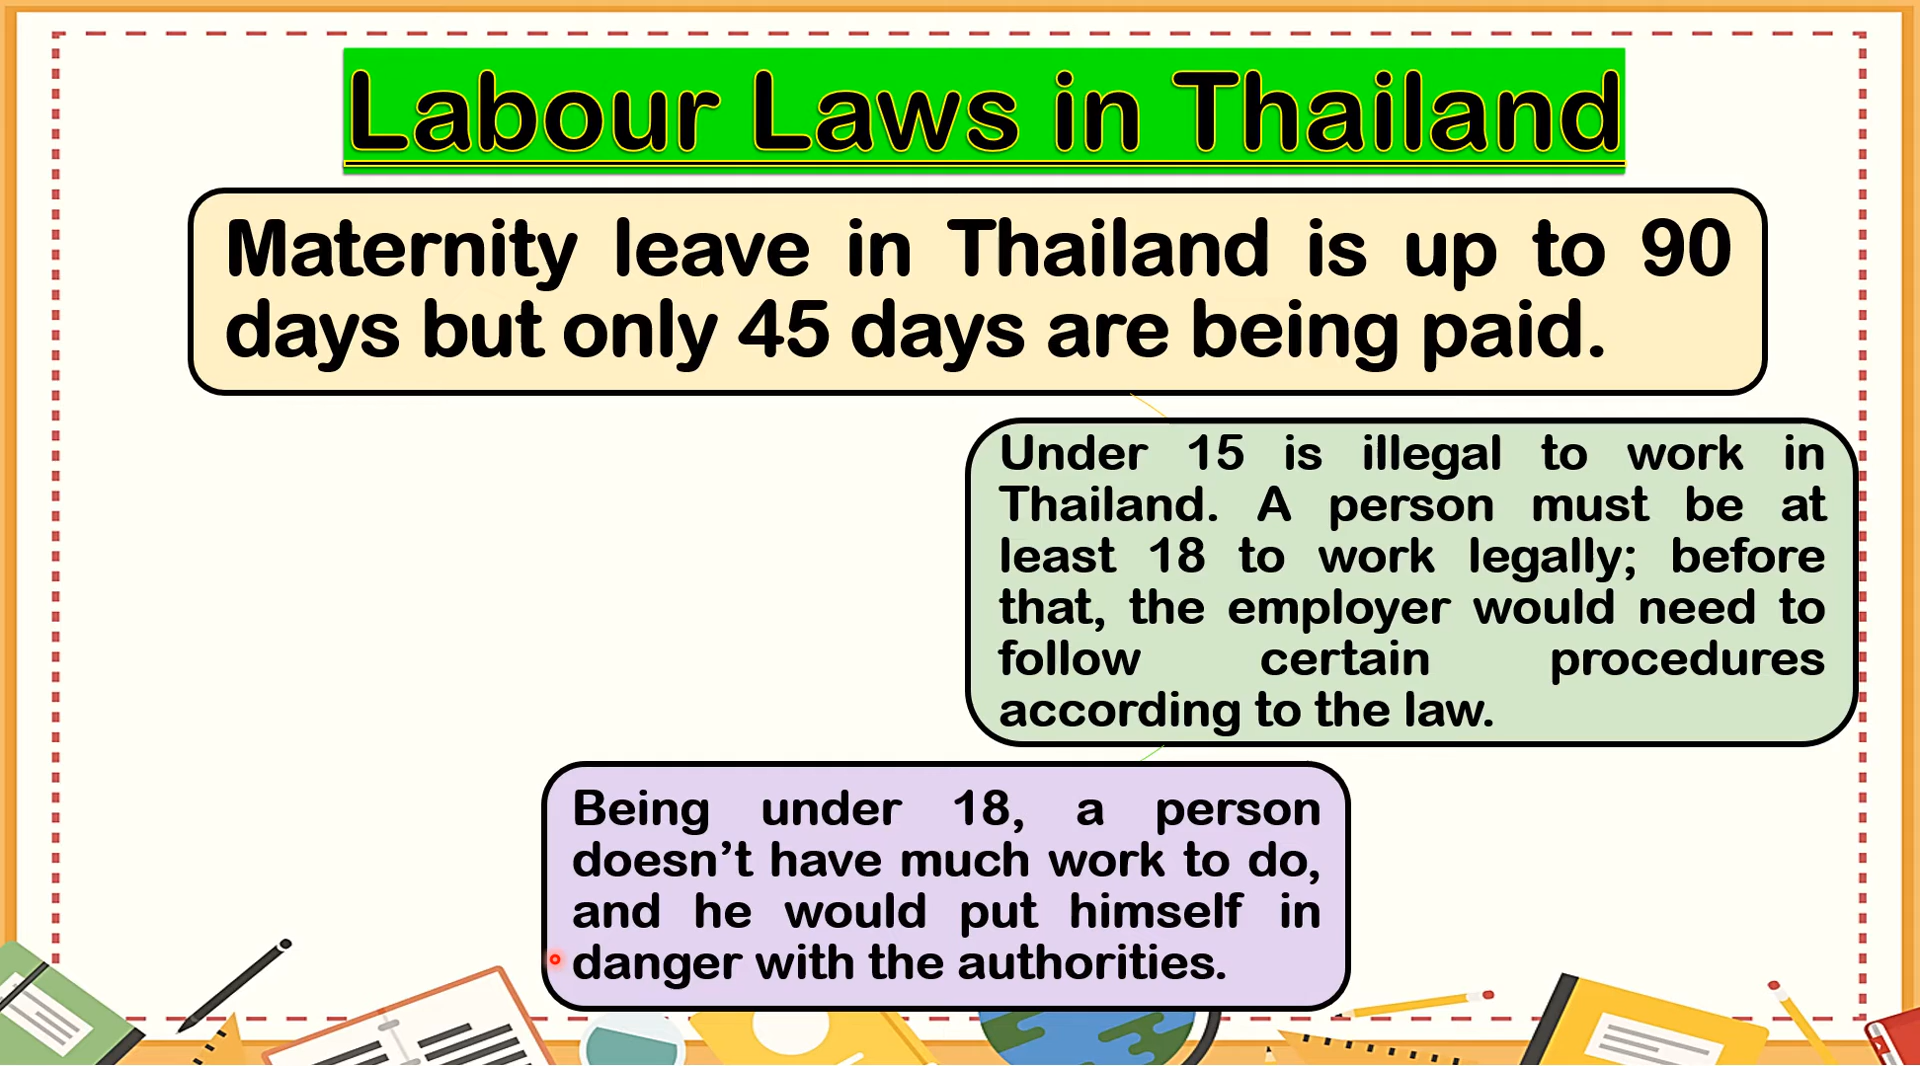 Labour Laws in Thailand
Maternity leave in Thailand is up to 90
days but only 45 days are being paid.
Under 15 is illegal to work in
Thailand. A person must be at
least 18 to work legally; before
that, the employer would need to
follow certain procedures
according to the law.
Being under 18, a person
doesn’t have much work to do,
and he would put himself in
danger with the authorities.